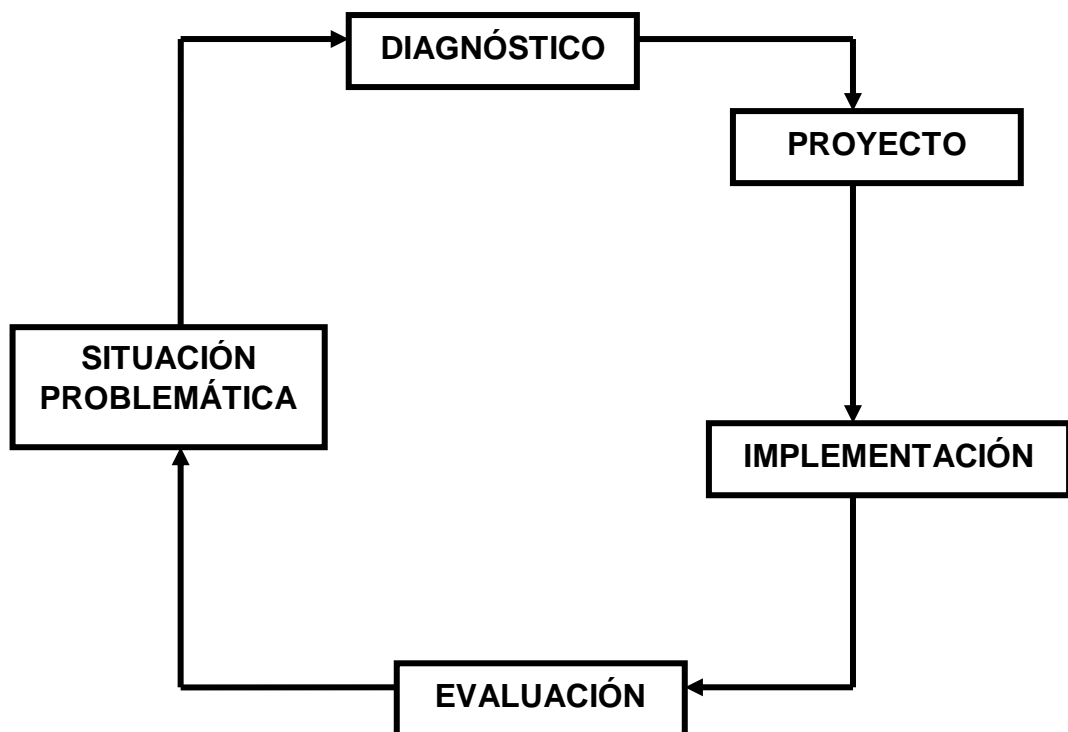 DIAGNÓSTICO
PROYECTO
SITUACIÓN
PROBLEMÁTICA
IMPLEMENTACIÓN
EVALUACIÓN